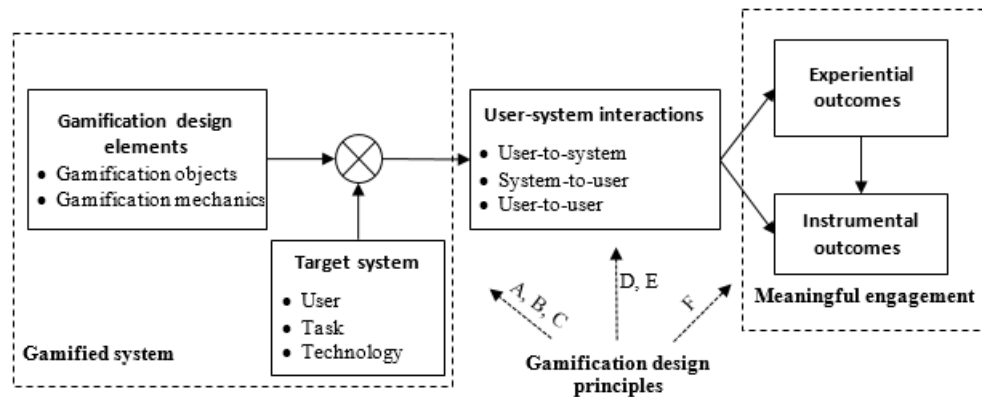 Gamification design
elements
• Gamification objects
• Gamification mechanics
Target system
• User
• Task
• Technology
Gamified system
User-system interactions
• User-to-system
• System-to-user
• User-to-user
A, B, C
D, E
F
Gamification design
principles
Experiential
outcomes
Instrumental
outcomes
Meaningful engagement